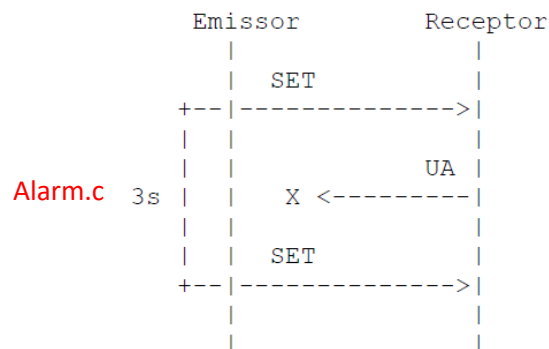 Emissor Receptor
SET
UA
Alarm.c 3s X
SET